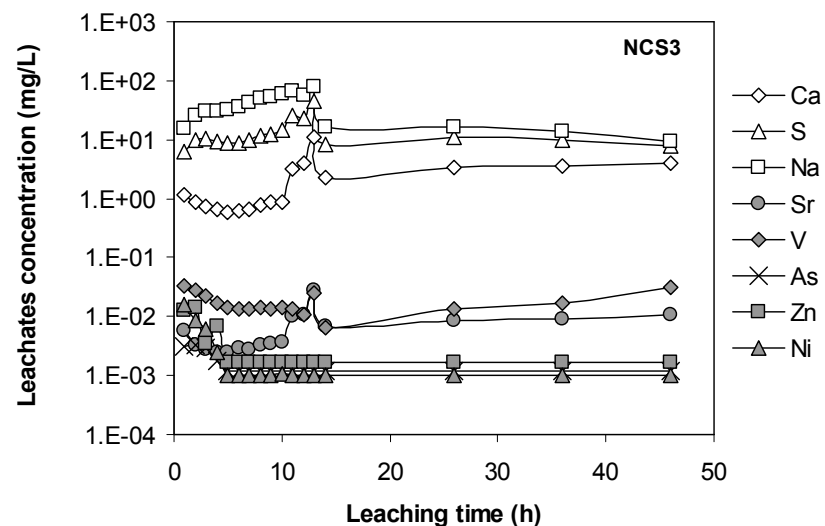 NCS3
Leachates concentration (mg/L)
1.E+03
1.E+02
1.E+01
1.E+00
1.E-01
1.E-02
1.E-03
1.E-04
0
10
20
30
40
50
Leaching time (h)
Ca
S
Na
Sr
V
As
Zn
Ni